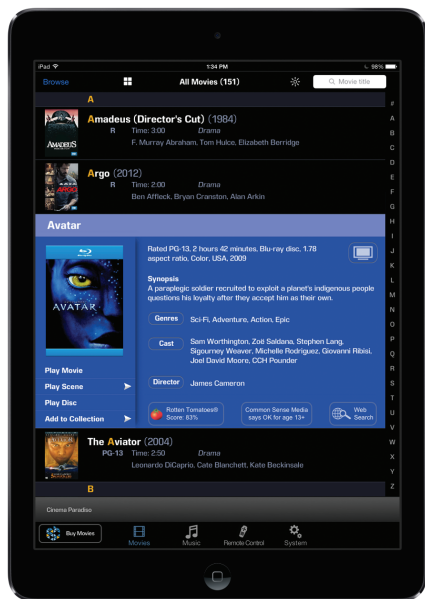 iPad 1:34 PM 98%
Browse All Movies (151) Movie title
A
Amadeus (Director's Cut) (1984)
R Time: 3:00 Drama
F. Murray Abraham, Tom Hulce, Elizabeth Berridge
AMADEUS
Argo (2012)
R Time: 2:00 Drama
Ben Affleck, Bryan Cranston, Alan Arkin
ARGO
Avatar
Blu-ray
AVATAR
Rated PG-13, 2 hours 42 minutes, Blu-ray disc, 1.78
aspect ratio, Color, USA, 2009
Synopsis
A paraplegic soldier recruited to exploit a planet's indigenous people
questions his loyalty after they accept him as their own.
Genres Sci-Fi, Adventure, Action, Epic
Cast Sam Worthington, Zoë Saldana, Stephen Lang,
Sigourney Weaver, Michelle Rodriguez, Giovanni Ribisi,
Joel David Moore, CCH Pounder
Director James Cameron
Play Movie
Play Scene
Play Disc
Add to Collection
Rotten Tomatoes®
Score: 83%
Common Sense Media
says OK for age 13+
Web
Search
The Aviator (2004)
PG-13 Time: 2:50 Drama
Leonardo DiCaprio, Cate Blanchett, Kate Beckinsale
B
#
A
B
C
D
E
F
G
H
I
J
K
L
M
N
O
P
Q
R
S
T
U
V
W
X
Y
Z
Cinema Paradiso
Buy Movies
Movies
Music
Remote Control
System